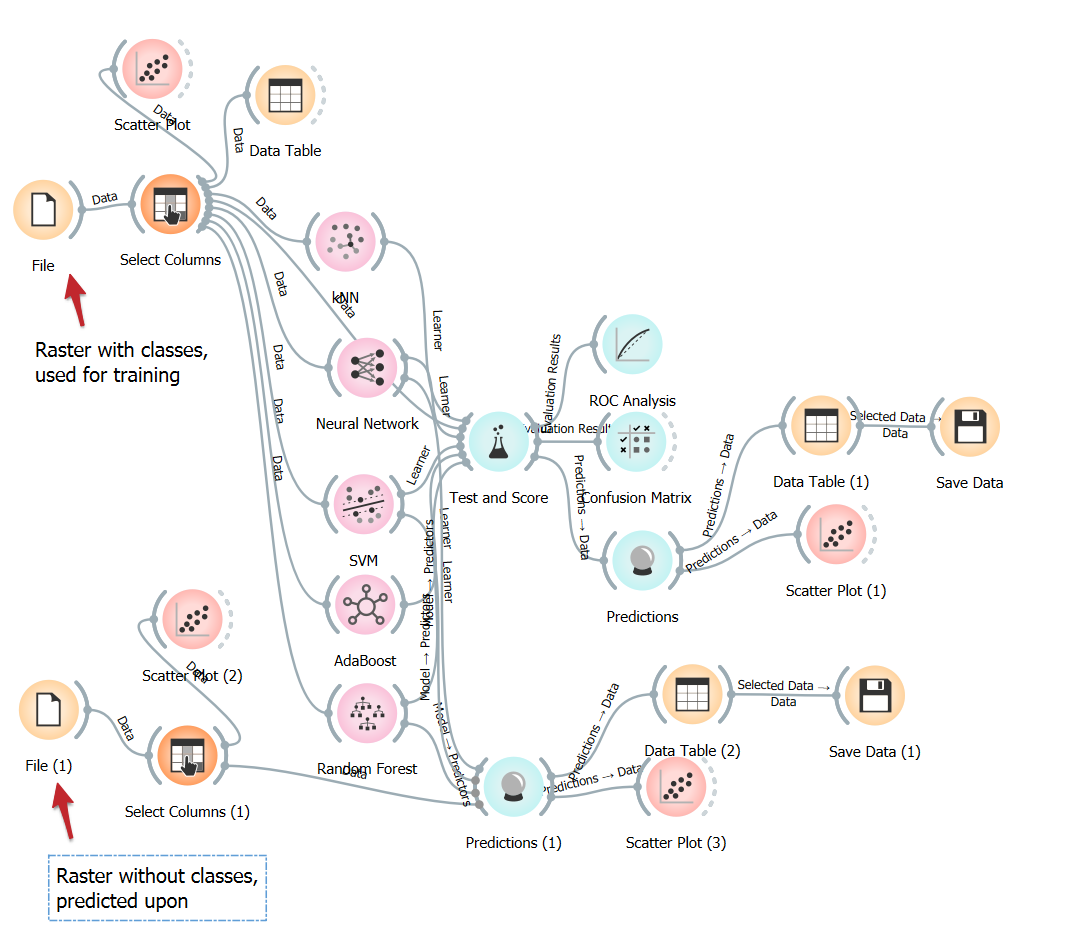 Data
Scatter Plot
Data
Data Table
Data
File
Select Columns
Raster with classes,
used for training
Data
Data
kNN
Data
Data
Data
Data
Neural Network
SVM
AdaBoost
Random Forest
Learner
Learner
Learner
Learner
Learner
Test and Score
Evaluation Results
ROC Analysis
Evaluation Results
Confusion Matrix
Predictions → Data
Predictions
Predictions → Data
Predictions → Data
Data Table (1)
Selected Data →
Data
Save Data
Scatter Plot (1)
Scatter Plot (2)
Data
File (1)
Data
Select Columns (1)
Data
Raster without classes,
predicted upon
Model → Predictors
Model → Predictors
Model → Predictors
Predictions (1)
Predictions → Data
Predictions → Data
Data Table (2)
Selected Data →
Data
Save Data (1)
Scatter Plot (3)